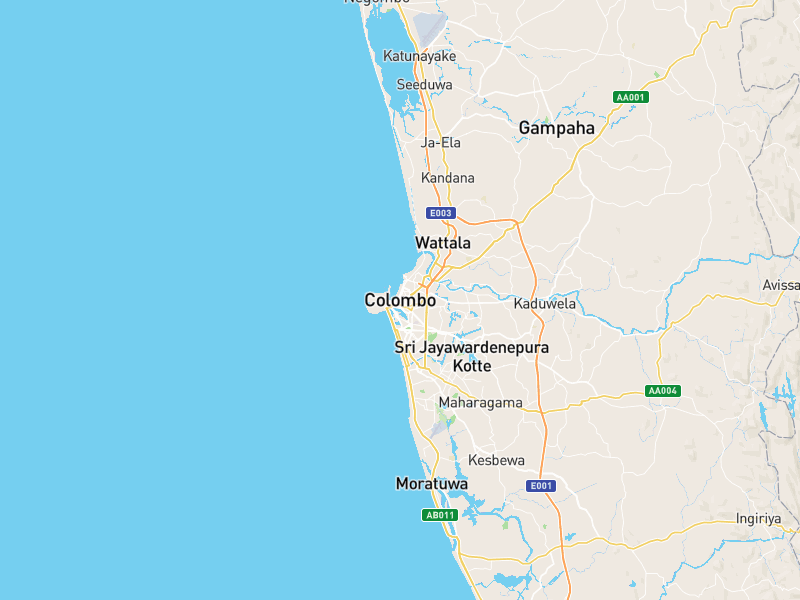 Negombo
Katunayake
Seeduwa
AA001
Gampaha
Ja-Ela
Kandana
E003
Wattala
Avissa
Colombo
Kaduwela
Sri Jayawardenepura
Kotte
AA004
Maharagama
Kesbewa
Moratuwa
E001
AB011
Ingiriya